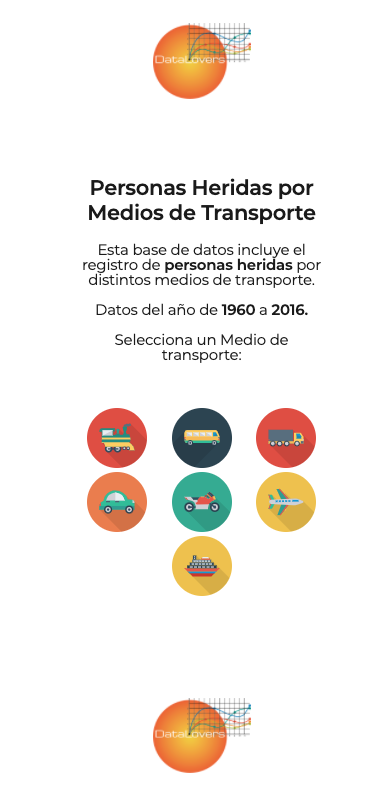 DataLovers
Personas Heridas por
Medios de Transporte
Esta base de datos incluye el
registro de personas heridas por
distintos medios de transporte.
Datos del año de 1960 a 2016.
Selecciona un Medio de
transporte:
DataLovers